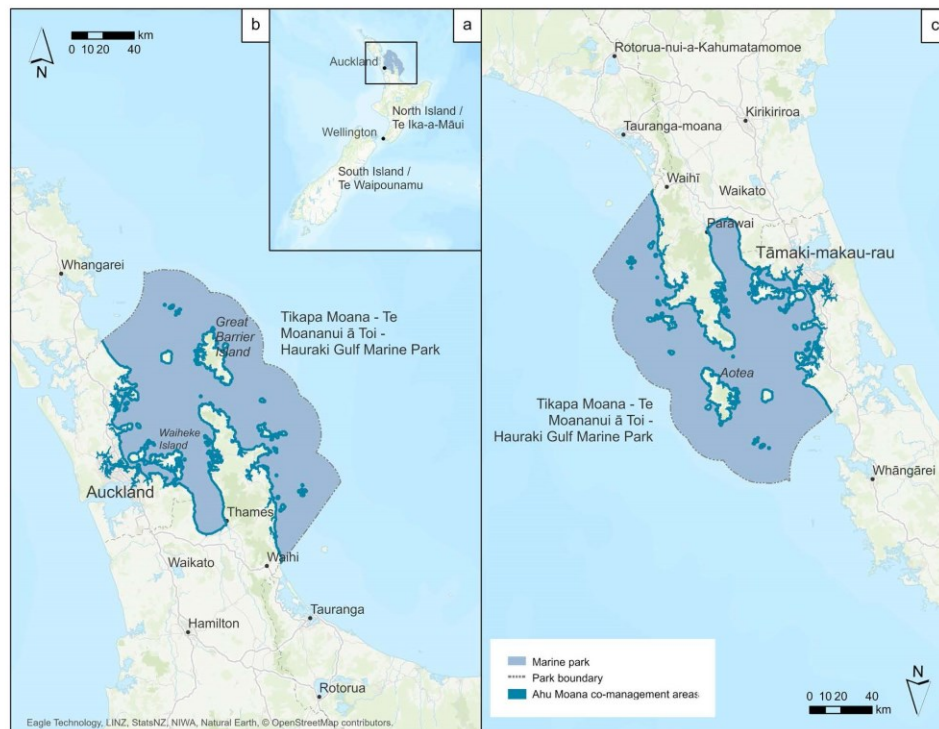 b
0 10 20 40
km
N
Whangarei
Great
Barrier
Island
Tikapa Moana - Te
Moananui ā Toi -
Hauraki Gulf Marine Park
Waiheke
Island
Auckland
Thames
Waikato
Waihi
Tauranga
Hamilton
Rotorua
Eagle Technology, LINZ, StatsNZ, NIWA, Natural Earth, © OpenStreetMap contributors.
a
Auckland
North Island /
Te Ika-a-Māui
Wellington
South Island /
Te Waipounamu
c
Rotorua-nui-a-Kahumatamomoe
Kirikiriroa
Tauranga-moana
Waihī
Waikato
Parawai
Tāmaki-makau-rau
Aotea
Tikapa Moana - Te
Moananui ā Toi -
Hauraki Gulf Marine Park
Whāngārei
Marine park
Park boundary
Ahu Moana co-management areas
0 10 20 40
km
N